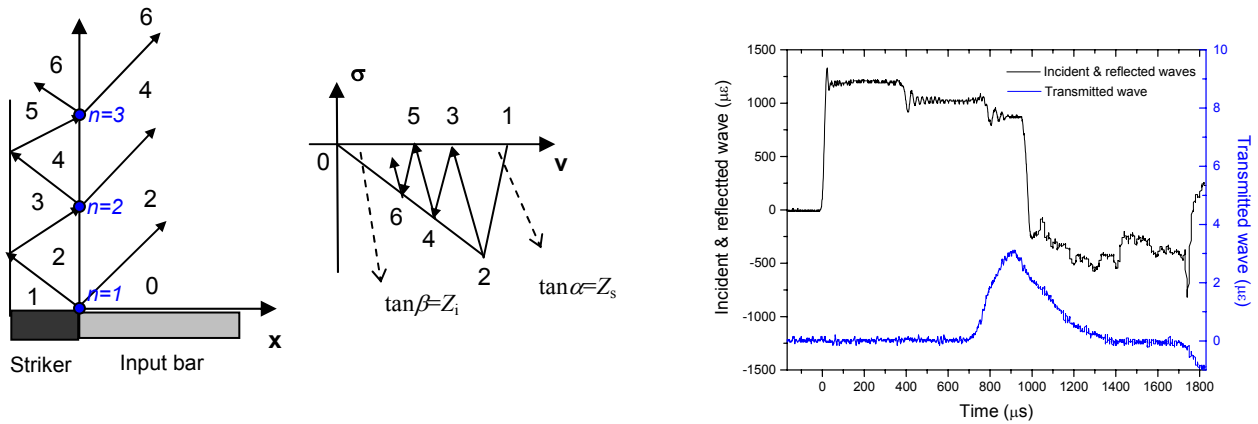 6
6
4
5
n=3
4
3
n=2
2
2
1
n=1
0
x
Striker
Input bar
σ
5
3
1
0
v
6
4
2
tanβ=Zi
tanα=Zs
1500
1000
500
0
-500
-1000
-1500
Incident & reflectted wave (με)
Incident & reflected waves
Transmitted wave
10
8
6
4
2
0
Transmitted wave (με)
0
200
400
600
800
1000
1200
1400
1600
1800
Time (μs)